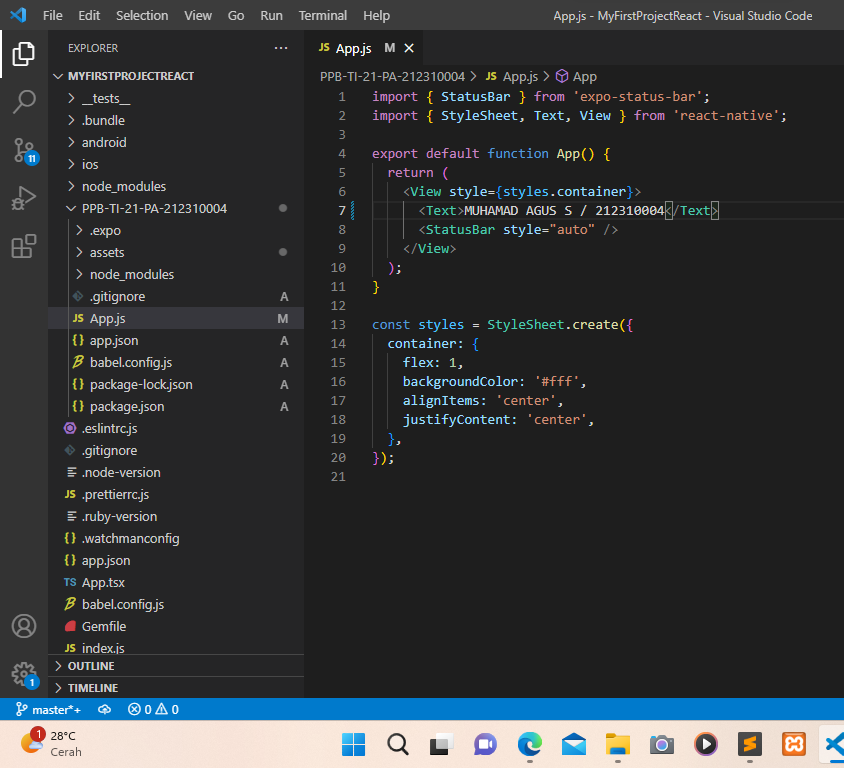 File Edit Selection View Go Run Terminal Help App.js - MyFirstProjectReact - Visual Studio Code
EXPLORER ...
MYFIRSTPROJECTREACT
__tests__
.bundle
android
ios
node_modules
PPB-TI-21-PA-212310004
.expo
assets
node_modules
.gitignore A
JS App.js M
{} app.json A
babel.config.js A
{} package-lock.json A
{} package.json A
.eslintrc.js
.gitignore
.node-version
JS .prettierrc.js
.ruby-version
{} .watchmanconfig
{} app.json
TS App.tsx
babel.config.js
Gemfile
JS index.js
OUTLINE
TIMELINE
11
1
JS App.js M
PPB-TI-21-PA-212310004 > JS App.js > App
1 import { StatusBar } from 'expo-status-bar';
2 import { StyleSheet, Text, View } from 'react-native';
3
4 export default function App() {
5 return (
6 <View style={styles.container}>
7 <Text>MUHAMAD AGUS S / 212310004</Text>
8 <StatusBar style="auto" />
9 </View>
10 );
11 }
12
13 const styles = StyleSheet.create({
14 container: {
15 flex: 1,
16 backgroundColor: '#fff',
17 alignItems: 'center',
18 justifyContent: 'center',
19 },
20 });
21
master*+ 0 0
1 28°C
Cerah